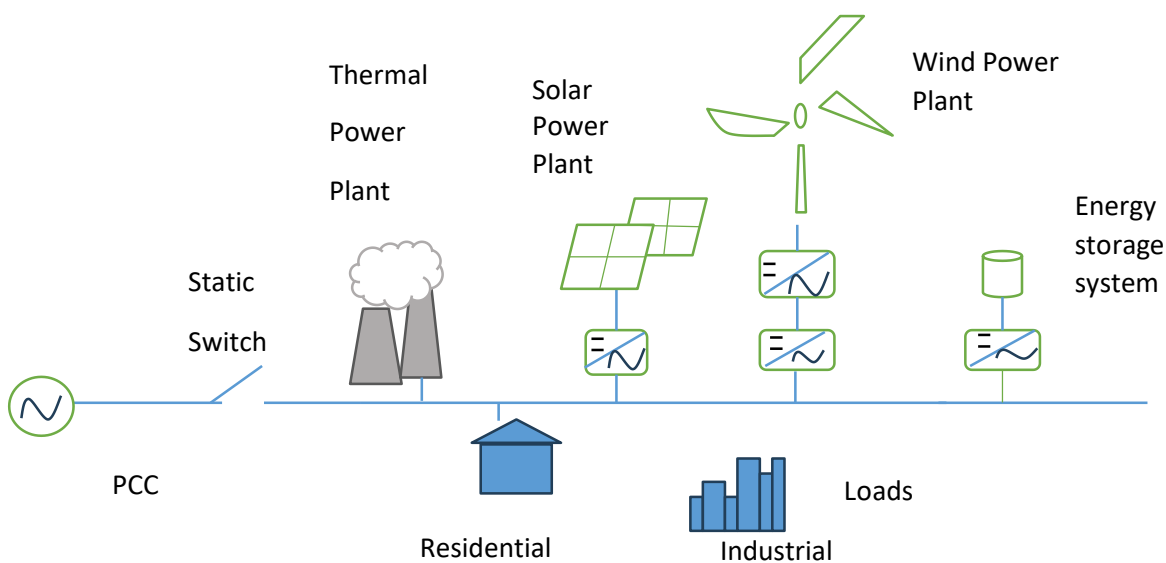 Thermal
Power
Plant
Solar
Power
Plant
Wind Power
Plant
Energy
storage
system
Static
Switch
PCC
Residential
Industrial
Loads